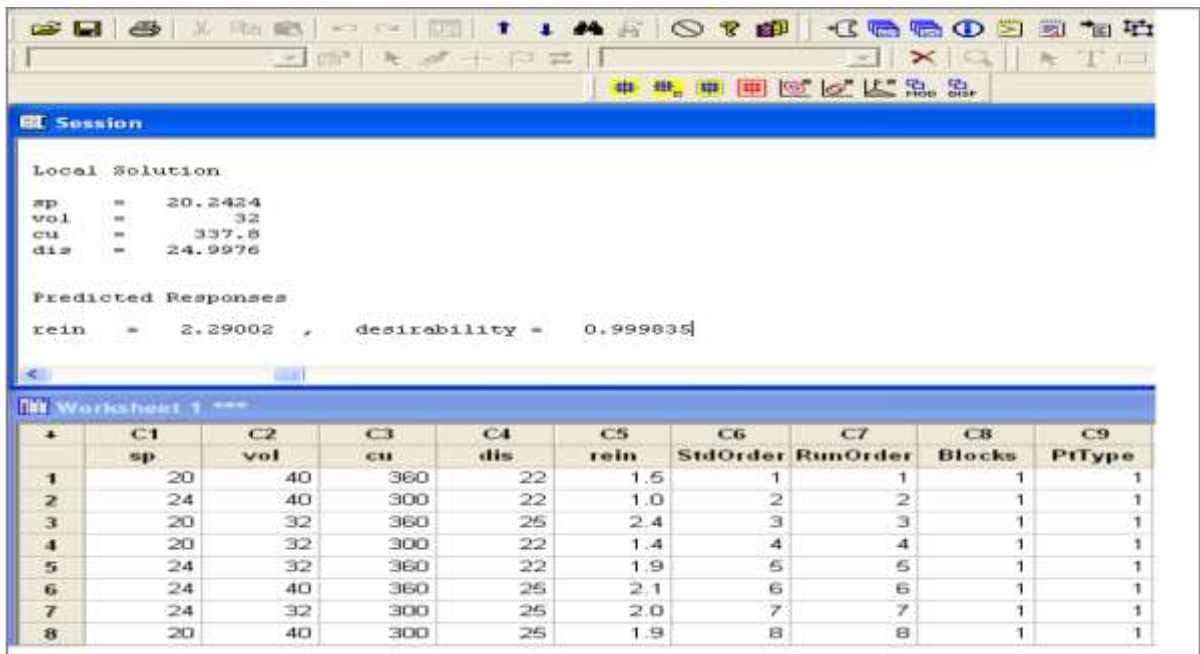 MOD DISP
Session
Local Solution
sp = 20.2424
vol = 32
cu = 337.8
dis = 24.9976
Predicted Responses
rein = 2.29002 , desirability = 0.999835
Worksheet 1 ***
C1 C2 C3 C4 C5 C6 C7 C8 C9
sp vol cu dis rein StdOrder RunOrder Blocks PtType
1 20 40 360 22 1.5 1 1 1 1
2 24 40 300 22 1.0 2 2 1 1
3 20 32 360 25 2.4 3 3 1 1
4 20 32 300 22 1.4 4 4 1 1
5 24 32 360 22 1.9 5 5 1 1
6 24 40 360 25 2.1 6 6 1 1
7 24 32 300 25 2.0 7 7 1 1
8 20 40 300 25 1.9 8 8 1 1